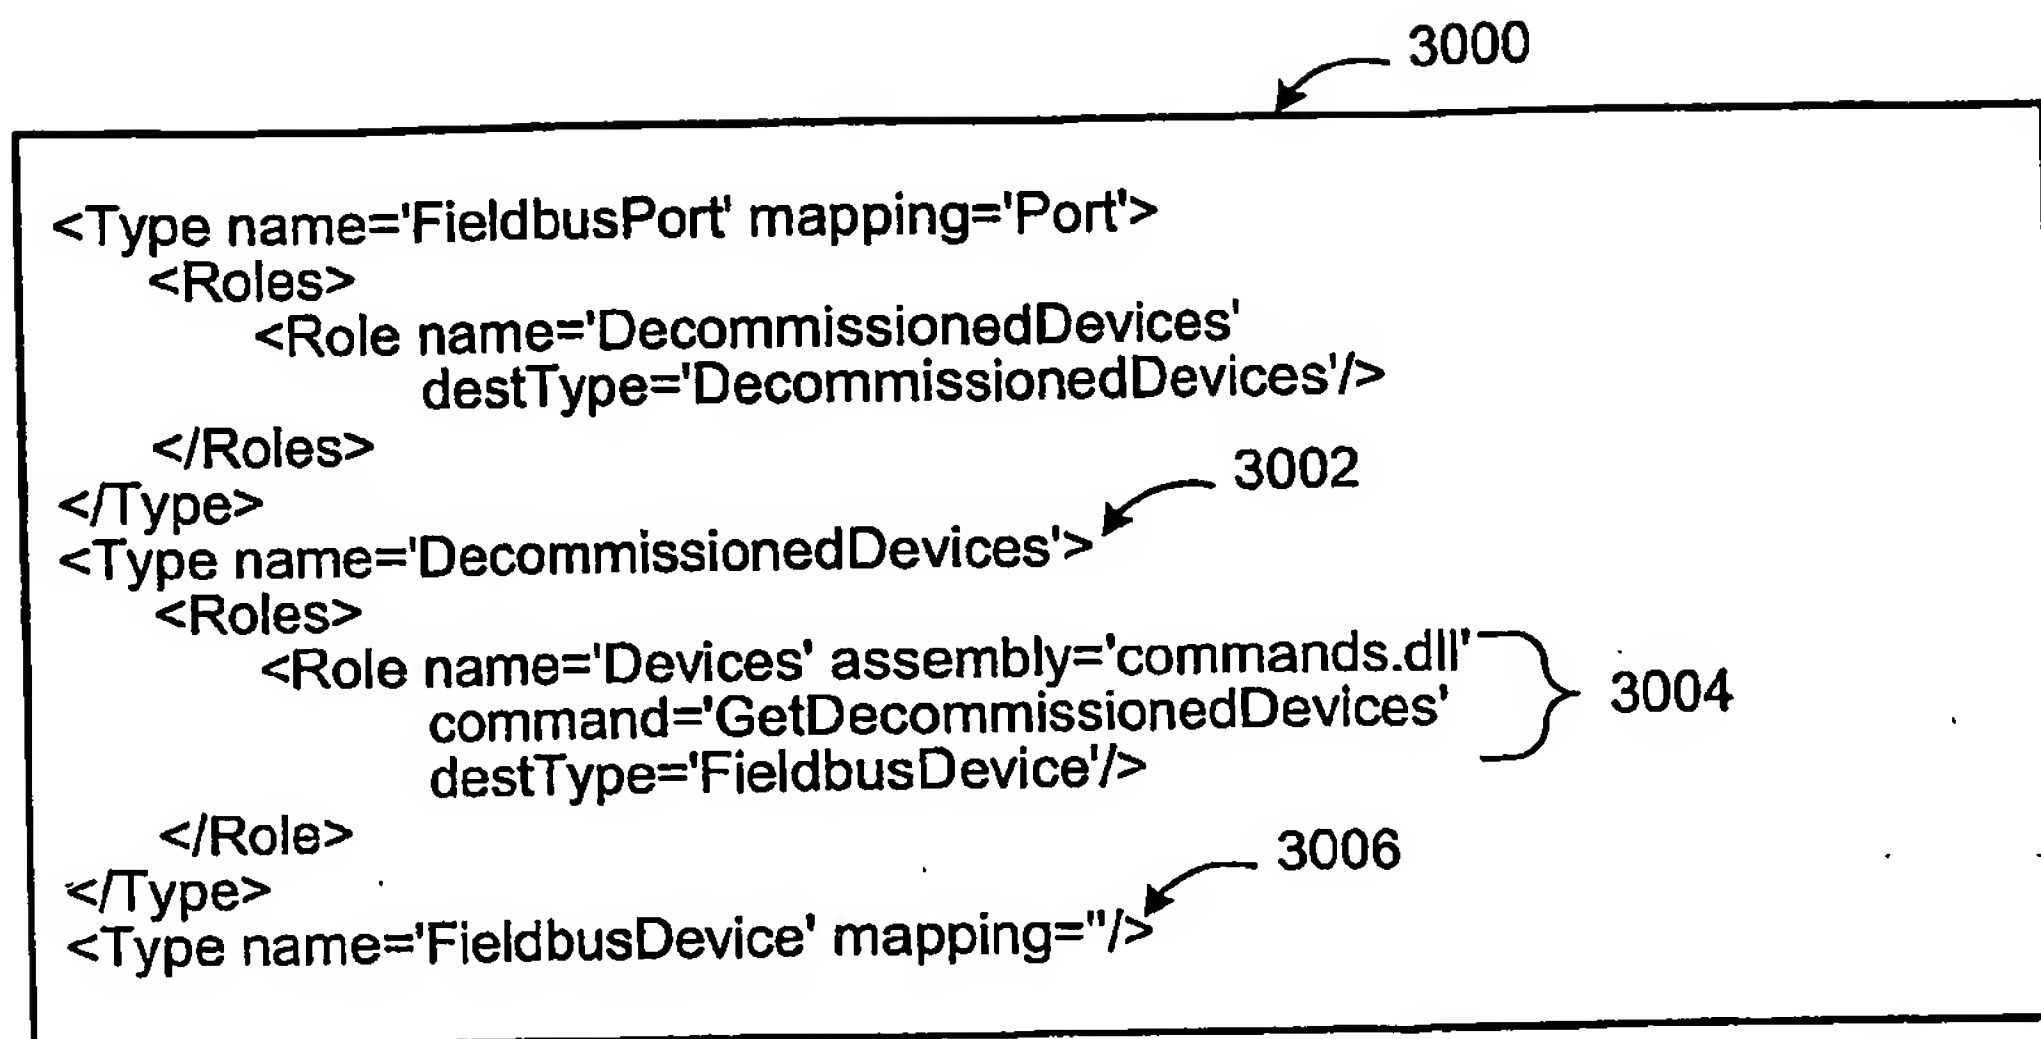 3000
<Type name='FieldbusPort' mapping='Port'>
<Roles>
<Role name='DecommissionedDevices'
destType='DecommissionedDevices'/>
</Roles>
</Type>
3002
<Type name='DecommissionedDevices'>
<Roles>
<Role name='Devices' assembly='commands.dll'
command='GetDecommissionedDevices'
3004
destType='FieldbusDevice'/>
</Role>
3006
</Type>
<Type name='FieldbusDevice' mapping=''/>